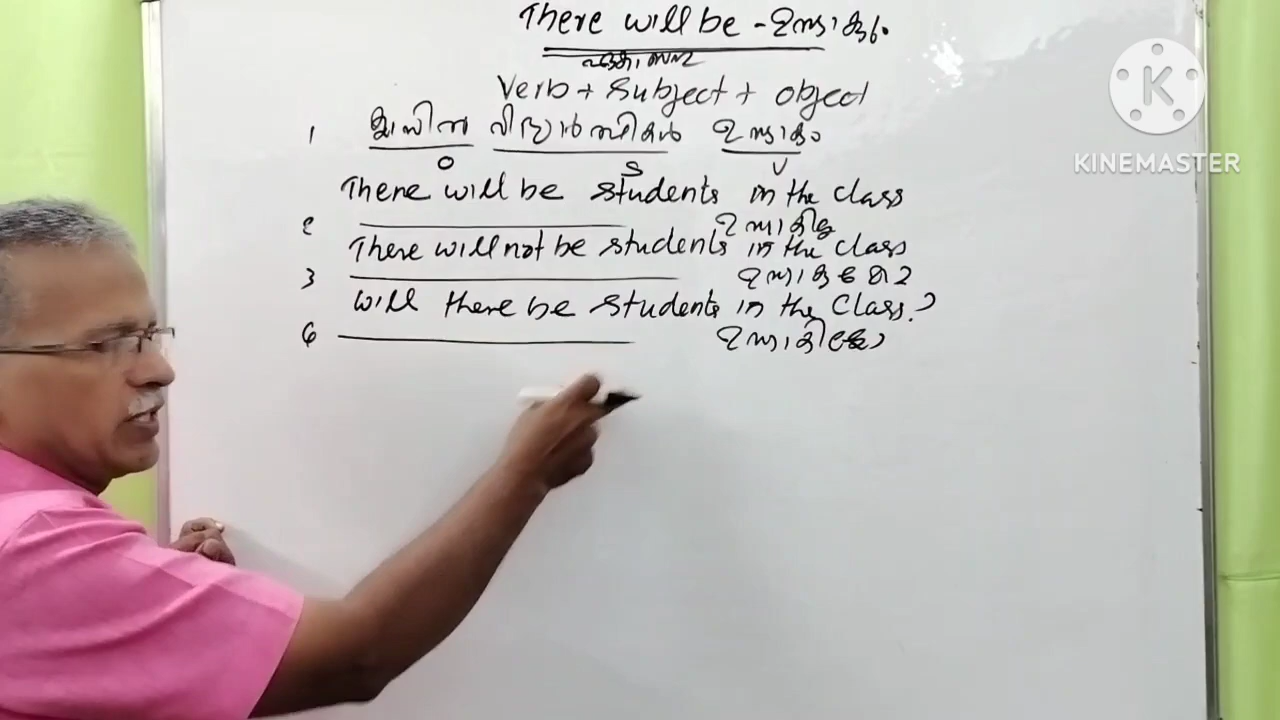 There will be - ഉണ്ടാകും
Verb + Subject + object
1 ക്ലാസിൽ വിദ്യാർത്ഥികൾ ഉണ്ടാകും
O S V
There will be students in the class
2 ഉണ്ടാകില്ല
There will not be students in the class
3 ഉണ്ടാകുമോ?
will there be students in the class?
4 ഉണ്ടാകില്ലേ
K
KINEMASTER